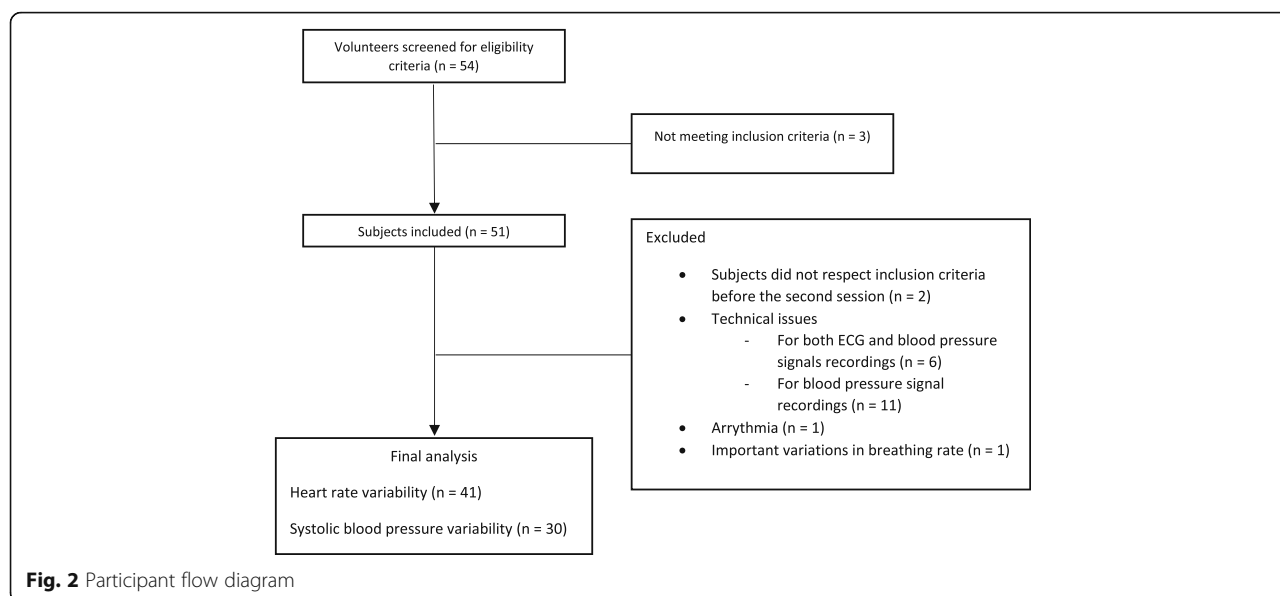 Volunteers screened for eligibility
criteria (n = 54)
Not meeting inclusion criteria (n = 3)
Subjects included (n = 51)
Excluded
• Subjects did not respect inclusion criteria
before the second session (n = 2)
• Technical issues
- For both ECG and blood pressure
signals recordings (n = 6)
- For blood pressure signal
recordings (n = 11)
• Arrythmia (n = 1)
• Important variations in breathing rate (n = 1)
Final analysis
Heart rate variability (n = 41)
Systolic blood pressure variability (n = 30)
Fig. 2 Participant flow diagram